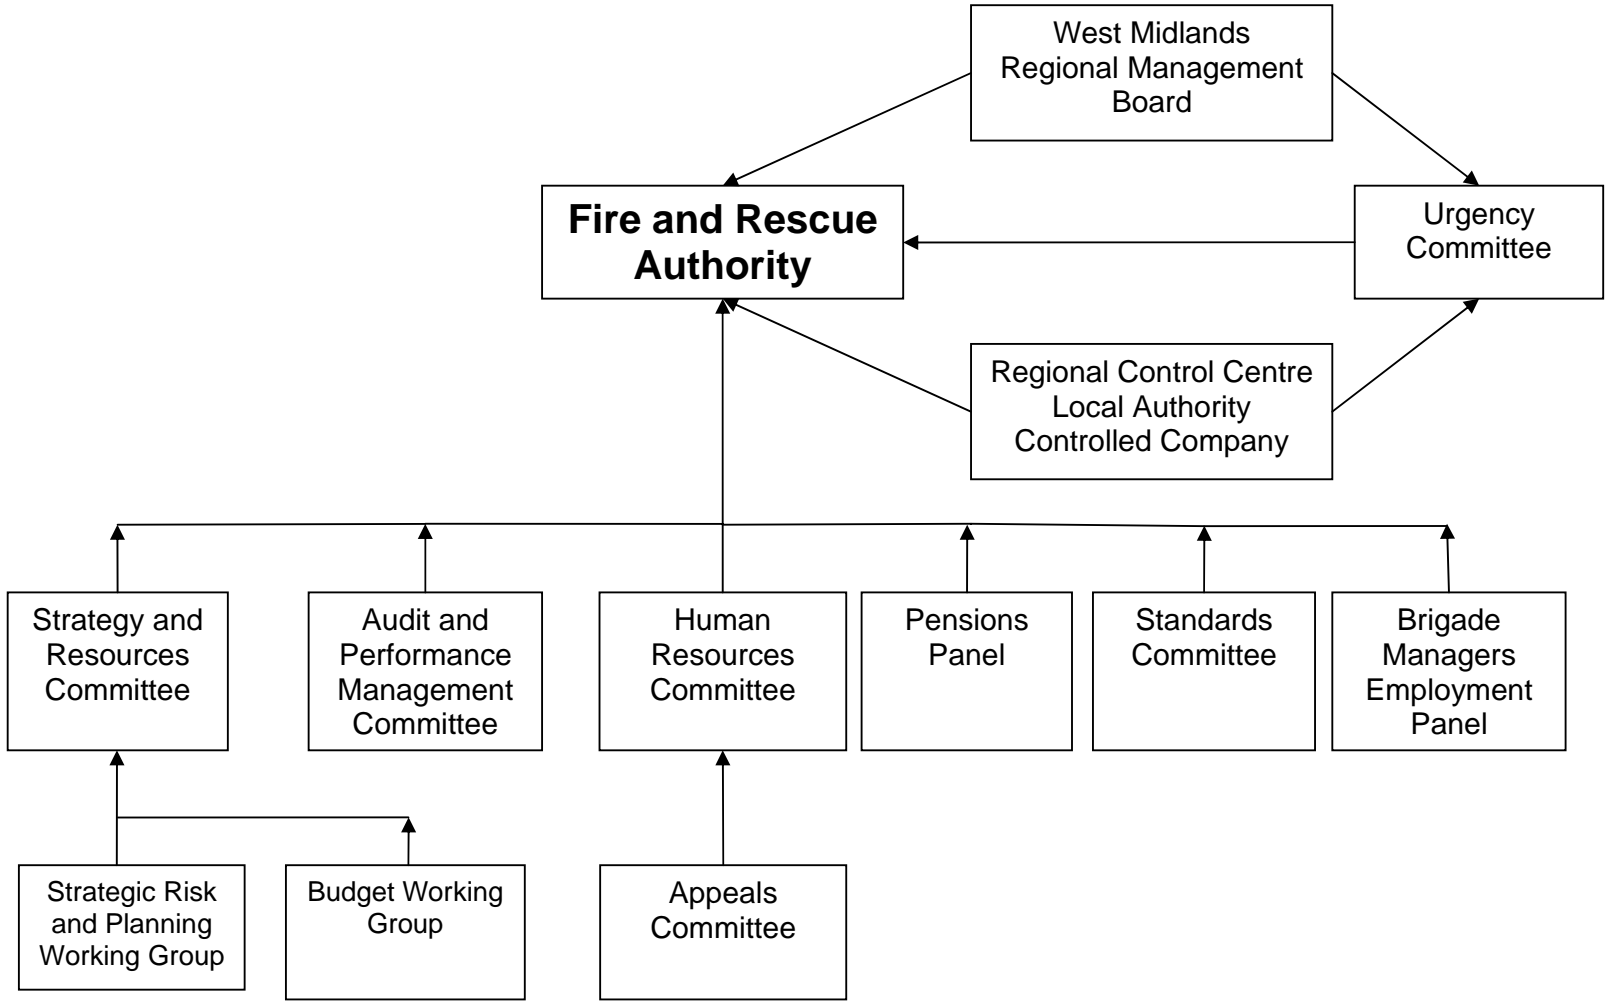 West Midlands
Regional Management
Board
Fire and Rescue
Authority
Urgency
Committee
Regional Control Centre
Local Authority
Controlled Company
Strategy and
Resources
Committee
Audit and
Performance
Management
Committee
Human
Resources
Committee
Pensions
Panel
Standards
Committee
Brigade
Managers
Employment
Panel
Strategic Risk
and Planning
Working Group
Budget Working
Group
Appeals
Committee